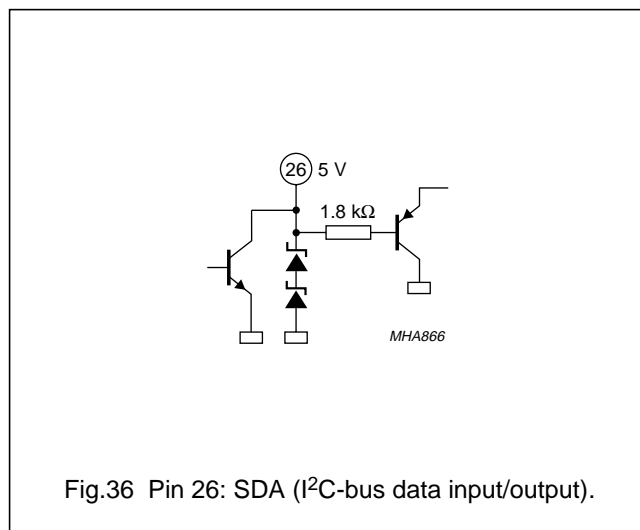 26 5 V
1.8 kΩ
MHA866
Fig.36 Pin 26: SDA (I²C-bus data input/output).